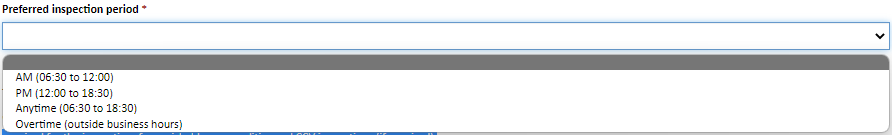 Preferred inspection period *
AM (06:30 to 12:00)
PM (12:00 to 18:30)
Anytime (06:30 to 18:30)
Overtime (outside business hours)